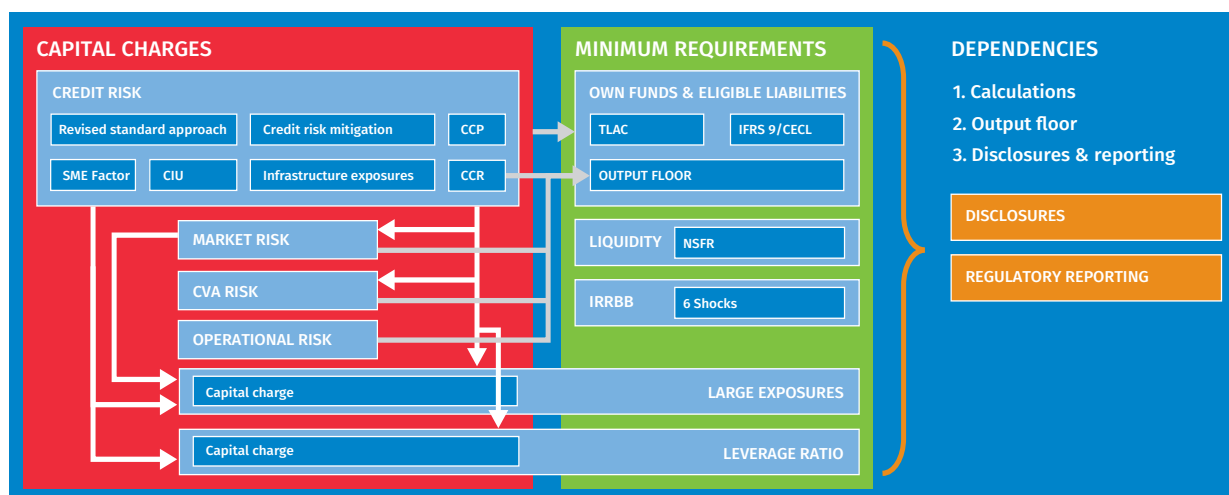 CAPITAL CHARGES
CREDIT RISK
Revised standard approach
Credit risk mitigation
CCP
SME Factor
CIU
Infrastructure exposures
CCR
MARKET RISK
CVA RISK
OPERATIONAL RISK
MINIMUM REQUIREMENTS
OWN FUNDS & ELIGIBLE LIABILITIES
TLAC
IFRS 9/CECL
OUTPUT FLOOR
LIQUIDITY
NSFR
IRRBB
6 Shocks
Capital charge
LARGE EXPOSURES
Capital charge
LEVERAGE RATIO
DEPENDENCIES
1. Calculations
2. Output floor
3. Disclosures & reporting
DISCLOSURES
REGULATORY REPORTING